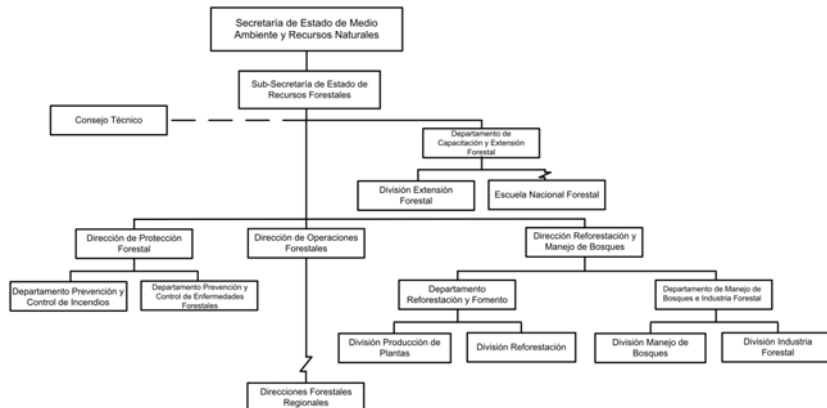 Secretaría de Estado de Medio
Ambiente y Recursos Naturales
Sub-Secretaría de Estado de
Recursos Forestales
Consejo Técnico
Departamento de
Capacitación y Extensión
Forestal
División Extensión
Forestal
Escuela Nacional Forestal
Dirección de Protección
Forestal
Dirección de Operaciones
Forestales
Dirección Reforestación y
Manejo de Bosques
Departamento Prevención y
Control de Incendios
Departamento Prevención y
Control de Enfermedades
Forestales
Departamento
Reforestación y Fomento
Departamento de Manejo de
Bosques e Industria Forestal
División Producción de
Plantas
División Reforestación
División Manejo de
Bosques
División Industria
Forestal
Direcciones Forestales
Regionales